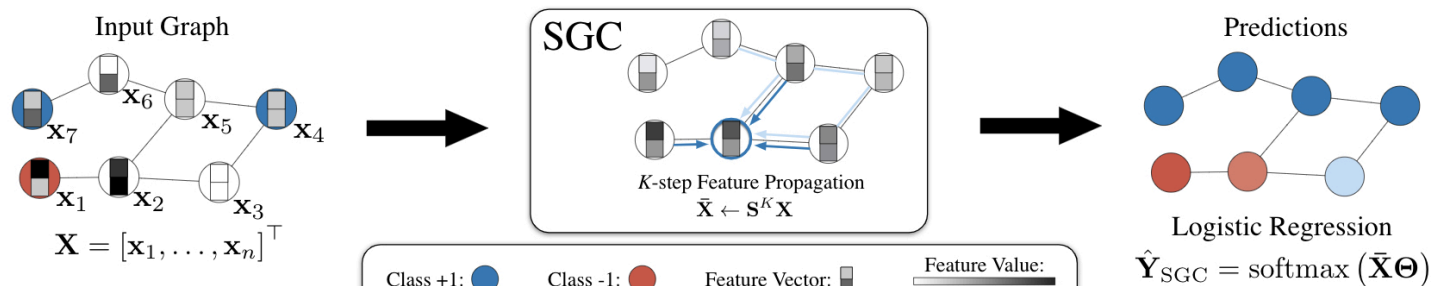 Input Graph
x₆
x₅
x₇
x₄
x₁
x₂
x₃
X = [x₁, . . . , xₙ]^⊤
SGC
K-step Feature Propagation
X̄ ← S^K X
Predictions
Logistic Regression
Ŷ_SGC = softmax (X̄Θ)
Class +1:
Class -1:
Feature Vector:
Feature Value: